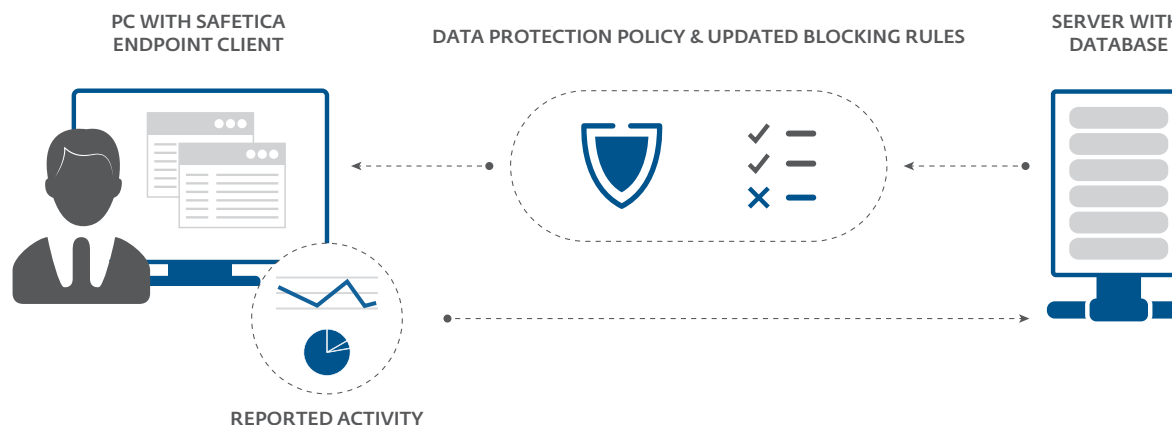 PC WITH SAFETICA
ENDPOINT CLIENT
DATA PROTECTION POLICY & UPDATED BLOCKING RULES
SERVER WITH
DATABASE
REPORTED ACTIVITY